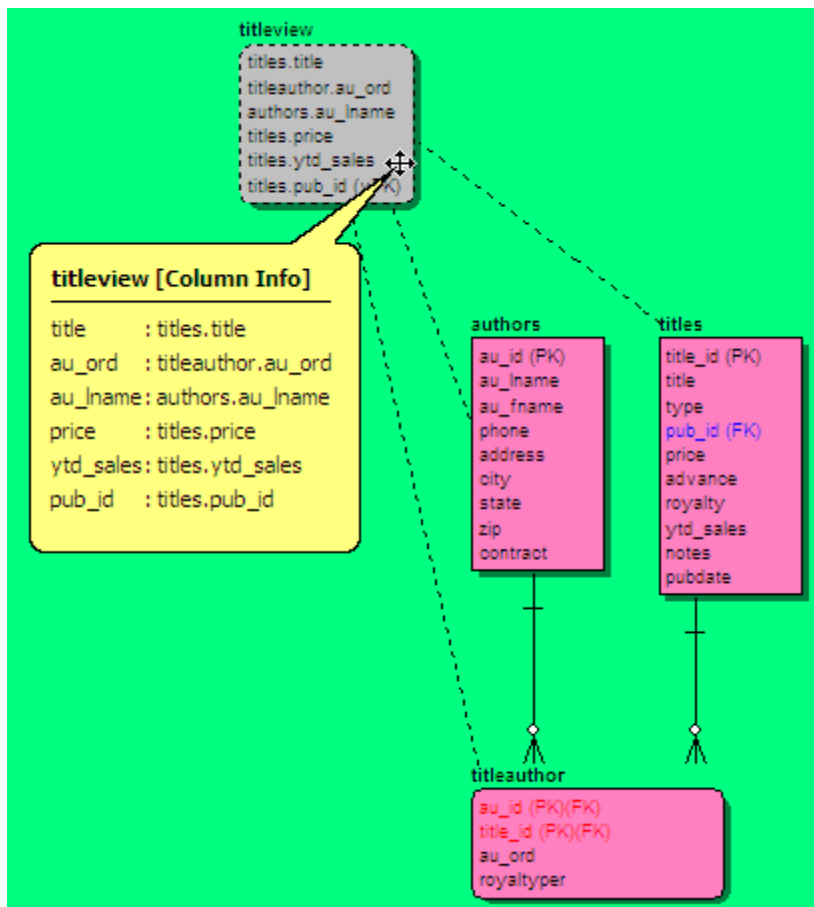 titleview
titles.title
titleauthor.au_ord
authors.au_lname
titles.price
titles.ytd_sales
titles.pub_id
titleview [Column Info]
title : titles.title
au_ord : titleauthor.au_ord
au_lname : authors.au_lname
price : titles.price
ytd_sales : titles.ytd_sales
pub_id : titles.pub_id
authors
au_id (PK)
au_lname
au_fname
phone
address
city
state
zip
contract
titles
title_id (PK)
title
type
pub_id (FK)
price
advance
royalty
ytd_sales
notes
pubdate
titleauthor
au_id (PK)(FK)
title_id (PK)(FK)
au_ord
royaltyper